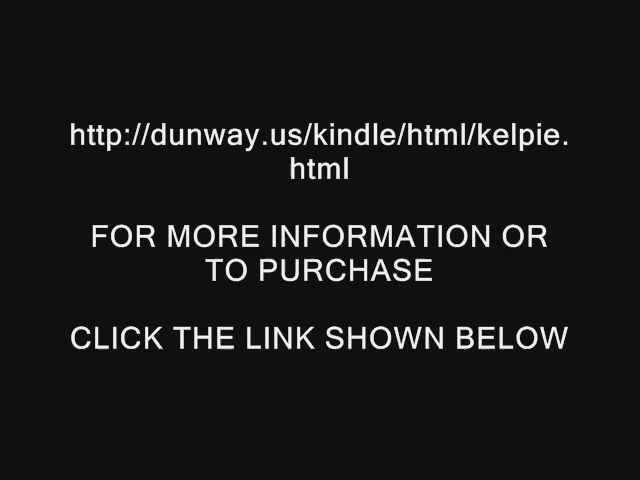 http://dunway.us/kindle/html/kelpie.
html
FOR MORE INFORMATION OR
TO PURCHASE
CLICK THE LINK SHOWN BELOW